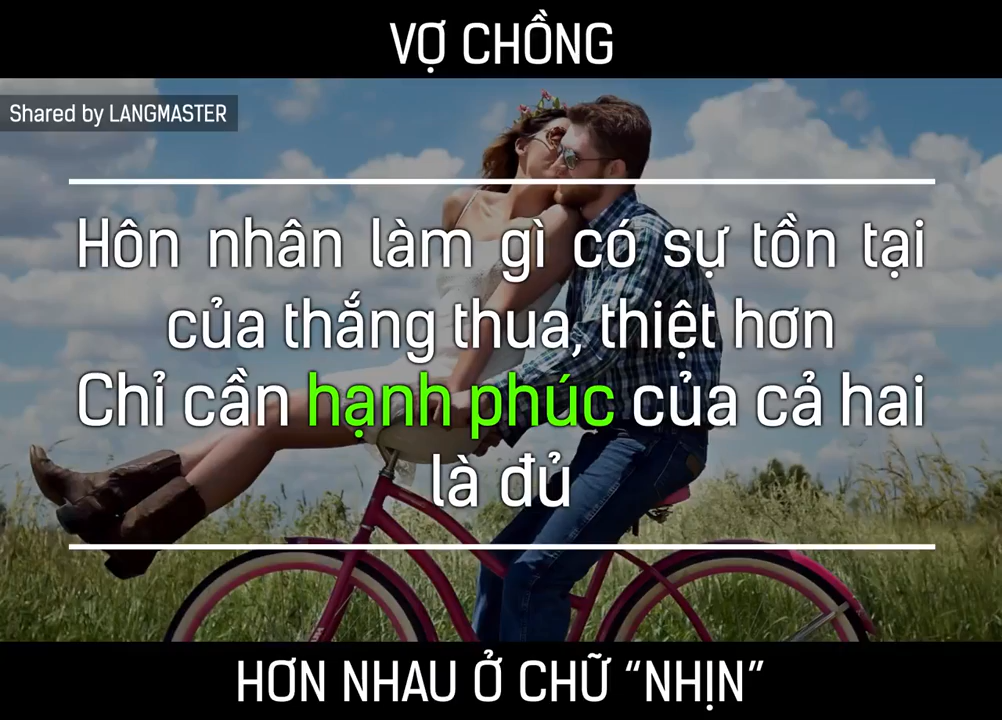 VỢ CHỒNG
Shared by LANGMASTER
Hôn nhân làm gì có sự tồn tại
của thắng thua, thiệt hơn
Chỉ cần hạnh phúc của cả hai
là đủ
HƠN NHAU Ở CHỮ “NHỊN”